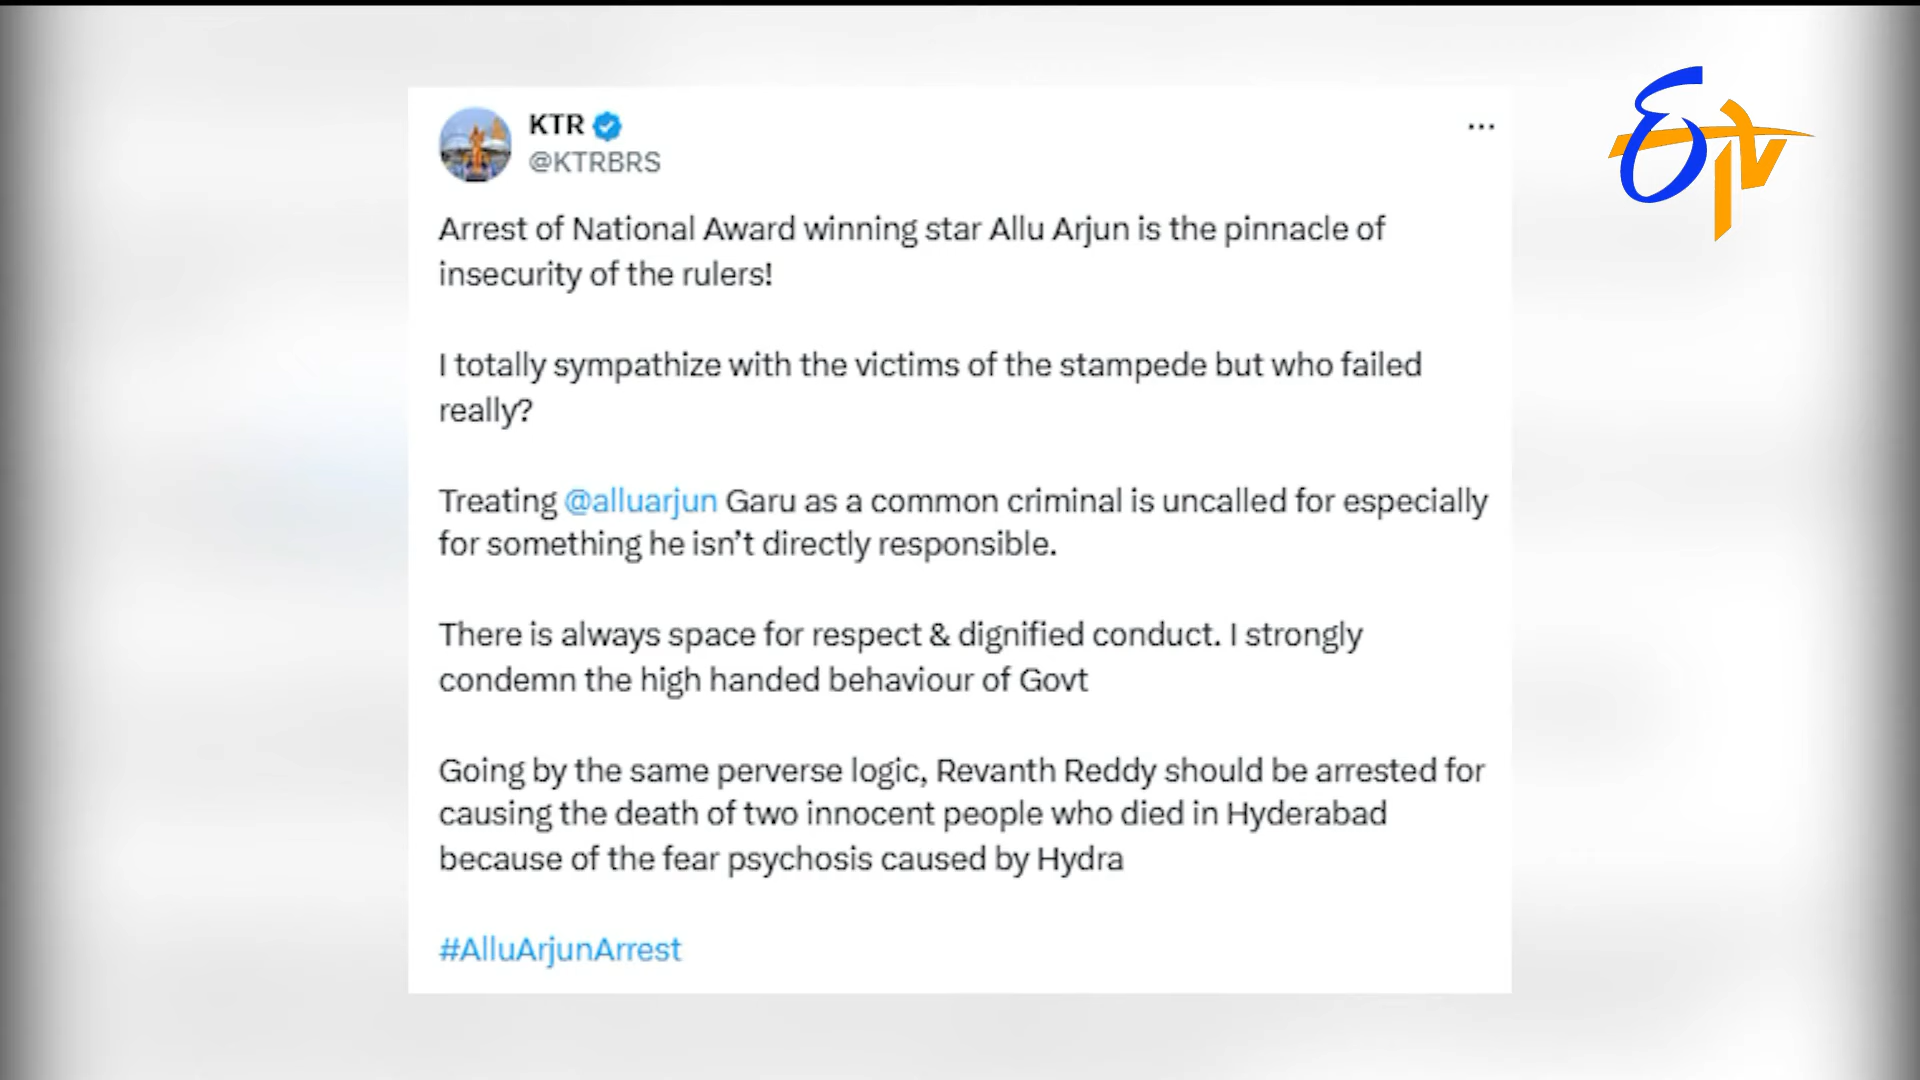 KTR
@KTRBRS
Arrest of National Award winning star Allu Arjun is the pinnacle of
insecurity of the rulers!
I totally sympathize with the victims of the stampede but who failed
really?
Treating @alluarjun Garu as a common criminal is uncalled for especially
for something he isn’t directly responsible.
There is always space for respect & dignified conduct. I strongly
condemn the high handed behaviour of Govt
Going by the same perverse logic, Revanth Reddy should be arrested for
causing the death of two innocent people who died in Hyderabad
because of the fear psychosis caused by Hydra
#AlluArjunArrest
ETV